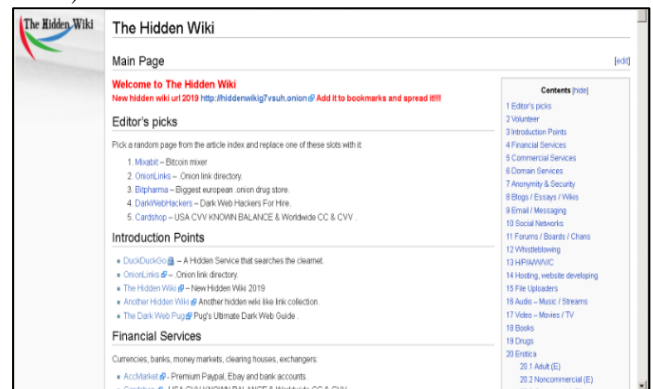 The Hidden Wiki
The Hidden Wiki
Main Page
[edit]
Welcome to The Hidden Wiki
New hidden wiki url 2019 http://hiddenwikig7vsuh.onion Add it to bookmarks and spread it!!!!
Editor's picks
Pick a random page from the article index and replace one of these slots with it.
1. Mixabit – Bitcoin mixer
2. OnionLinks – .Onion link directory.
3. Bitpharma – Biggest european .onion drug store.
4. DarkWebHackers – Dark Web Hackers For Hire.
5. Cardshop – USA CVV KNOWN BALANCE & Worldwide CC & CVV .
Introduction Points
DuckDuckGo – A Hidden Service that searches the clearnet.
OnionLinks – .Onion link directory.
The Hidden Wiki – New Hidden Wiki 2019
Another Hidden Wiki Another hidden wiki like link collection.
The Dark Web Pug Pug's Ultimate Dark Web Guide .
Financial Services
Currencies, banks, money markets, clearing houses, exchangers:
AccMarket - Premium Paypal, Ebay and bank accounts.
Contents [hide]
1 Editor's picks
2 Volunteer
3 Introduction Points
4 Financial Services
5 Commercial Services
6 Domain Services
7 Anonymity & Security
8 Blogs / Essays / Wikis
9 Email / Messaging
10 Social Networks
11 Forums / Boards / Chans
12 Whistleblowing
13 H/P/A/W/V/C
14 Hosting, website developing
15 File Uploaders
16 Audio – Music / Streams
17 Video – Movies / TV
18 Books
19 Drugs
20 Erotica
20.1 Adult (E)
20.2 Noncommercial (E)